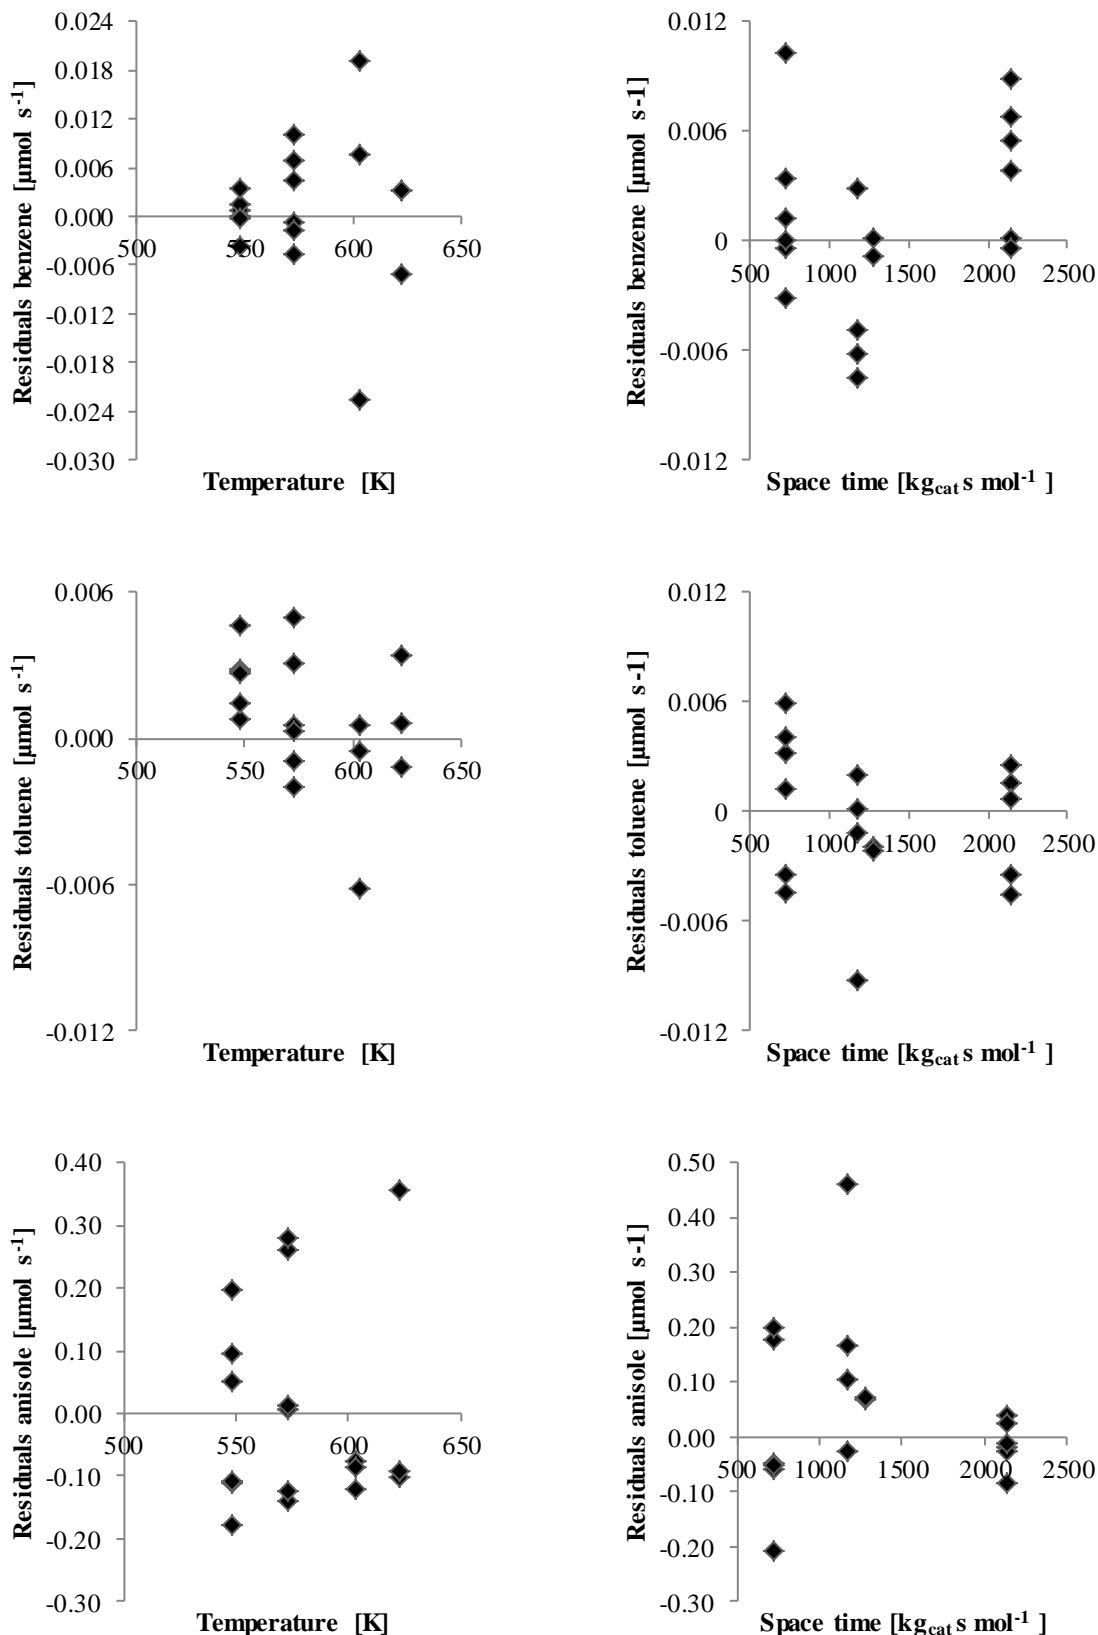 0.024
0.018
0.012
0.006
0.000
-0.006
-0.012
-0.018
-0.024
-0.030
500 550 600 650
Residuals benzene [µmol s-1]
Temperature [K]
0.012
0.006
0
-0.006
-0.012
500 1000 1500 2000 2500
Residuals benzene [µmol s-1]
Space time [kgcat s mol-1 ]
0.006
0.000
-0.006
-0.012
500 550 600 650
Residuals toluene [µmol s-1]
Temperature [K]
0.012
0.006
0
-0.006
-0.012
500 1000 1500 2000 2500
Residuals toluene [µmol s-1]
Space time [kgcat s mol-1 ]
0.40
0.30
0.20
0.10
0.00
-0.10
-0.20
-0.30
500 550 600 650
Residuals anisole [µmol s-1]
Temperature [K]
0.50
0.40
0.30
0.20
0.10
0.00
-0.10
-0.20
-0.30
500 1000 1500 2000 2500
Residuals anisole [µmol s-1]
Space time [kgcat s mol-1 ]